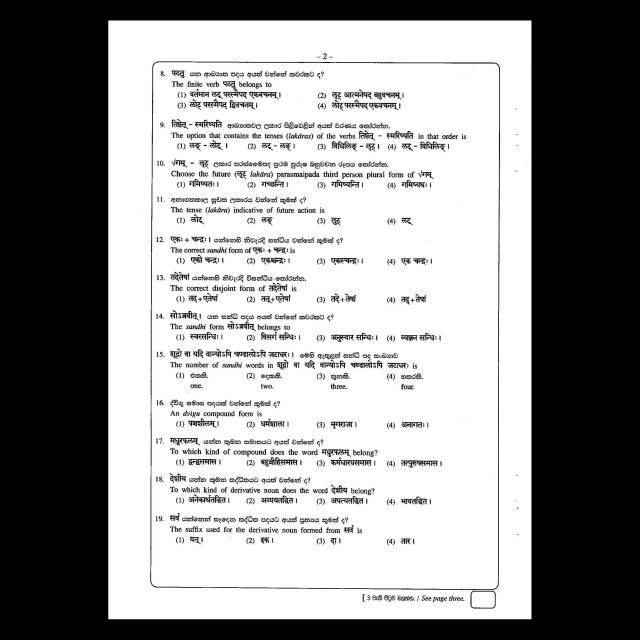 – 2 –
8. पठतु යන ආඛ්‍යාත පදය අයත් වන්නේ කවරකට ද?
The finite verb पठतु belongs to
(1) वर्तमान लट् परस्मैपद एकवचनम्। (2) लृट् आत्मनेपद बहुवचनम्।
(3) लोट् परस्मैपद द्विवचनम्। (4) लोट् परस्मैपद एकवचनम्।
9. तिष्ठेत् – स्मरिष्यति ආඛ්‍යාතවල ලකාර පිළිවෙළින් අයත් වරණය තෝරන්න.
The option that contains the tenses (lakāra) of the verbs तिष्ठेत् – स्मरिष्यति in that order is
(1) लङ् – लोट्। (2) लट् – लङ्। (3) विधिलिङ् – लृट्। (4) लट् – विधिलिङ्।
10. √गम् – लृट् ලකාර පරස්මෛපද ප්‍රථම පුරුෂ බහුවචන රූපය තෝරන්න.
Choose the future (लृट् lakāra) parasmaipada third person plural form of √गम्
(1) गमिष्यतः। (2) गच्छन्ति। (3) गमिष्यन्ति। (4) गमिष्यथः।
11. අනාගතකාල සූචක ලකාරය වන්නේ කුමක් ද?
The tense (lakāra) indicative of future action is
(1) लोट् (2) लङ् (3) लृट् (4) लट्
12. एकः + चन्द्रः। යන්නෙහි නිවැරදි සන්ධිය වන්නේ කුමක් ද?
The correct sandhi form of एकः + चन्द्रः is
(1) एको चन्द्रः। (2) एकश्चन्द्रः। (3) एकस्चन्द्रः। (4) एक चन्द्रः।
13. तदेतेषां යන්නෙහි නිවැරදි විසන්ධිය තෝරන්න.
The correct disjoint form of तदेतेषां is
(1) तद्+एतेषां (2) तत्+एतेषां (3) तदे+तेषां (4) तद्+तेषां
14. सोऽब्रवीत्। යන සන්ධි පදය අයත් වන්නේ කවරකට ද?
The sandhi form सोऽब्रवीत् belongs to
(1) स्वरसन्धिः। (2) विसर्ग सन्धिः। (3) अनुस्वार सन्धिः। (4) व्यञ्जन सन्धिः।
15. शूद्रो वा यदि वान्योऽपि चण्डालोऽपि जटाधरः। මෙහි ඇතුළත් සන්ධි පද සංඛ්‍යාව
The number of sandhi words in शूद्रो वा यदि वान्योऽपि चण्डालोऽपि जटाधरः is
(1) එකකි. (2) දෙකකි. (3) තුනකි. (4) හතරකි.
one. two. three. four.
16. ද්විගු සමාස පදයක් වන්නේ කුමක් ද?
An dvigu compound form is
(1) पञ्चशीलम्। (2) धर्मशाला। (3) मृगराजा। (4) अनागतः।
17. मधुरफलम् යන්න කුමන සමාසයට අයත් වන්නේ ද?
To which kind of compound does the word मधुरफलम् belong?
(1) द्वन्द्वसमास। (2) बहुव्रीहिसमास। (3) कर्मधारयसमास। (4) तत्पुरुषसमास।
18. देशीय යන්න කුමන තද්ධිතයට අයත් වන්නේ ද?
To which kind of derivative noun does the word देशीय belong?
(1) अनेकार्थतद्धित। (2) अव्ययतद्धित। (3) अपत्यतद्धित। (4) भावतद्धित।
19. सर्व යන්නෙන් සෑදෙන තද්ධිත පදයට අයත් ප්‍රත්‍යය කුමක් ද?
The suffix used for the derivative noun formed from सर्व is
(1) यत्। (2) इक। (3) दा। (4) तार।
[ 3 වැනි පිටුව බලන්න. / See page three.